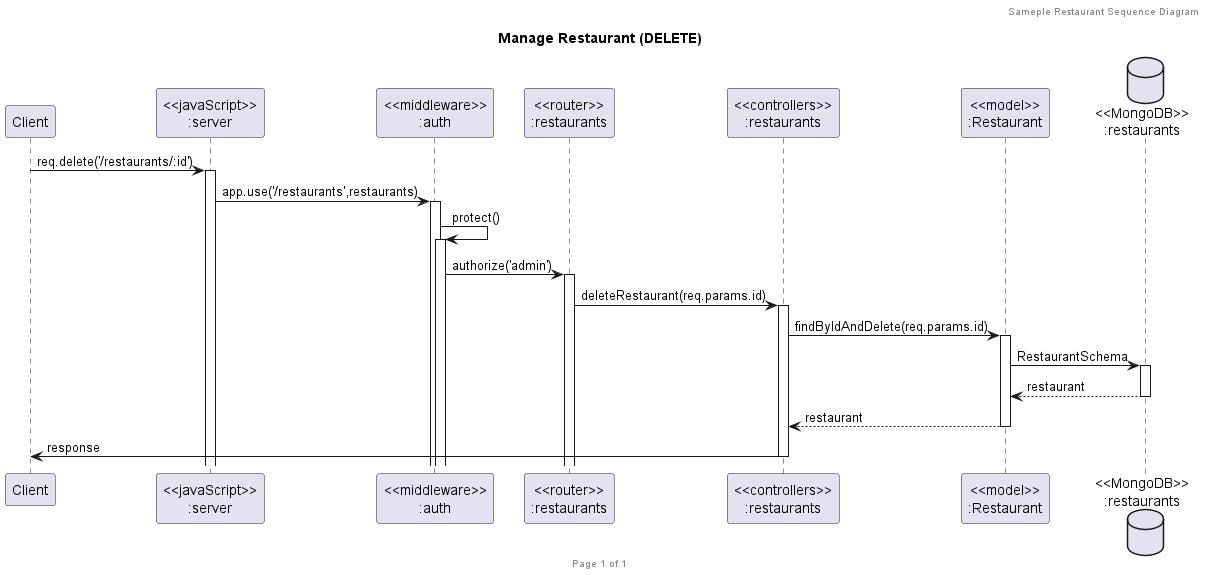 Sameple Restaurant Sequence Diagram
Manage Restaurant (DELETE)
Client
<<javaScript>>
:server
<<middleware>>
:auth
<<router>>
:restaurants
<<controllers>>
:restaurants
<<model>>
:Restaurant
<<MongoDB>>
:restaurants
req.delete('/restaurants/:id')
app.use('/restaurants',restaurants)
protect()
authorize('admin')
deleteRestaurant(req.params.id)
findByIdAndDelete(req.params.id)
RestaurantSchema
restaurant
restaurant
response
Client
<<javaScript>>
:server
<<middleware>>
:auth
<<router>>
:restaurants
<<controllers>>
:restaurants
<<model>>
:Restaurant
<<MongoDB>>
:restaurants
Page 1 of 1